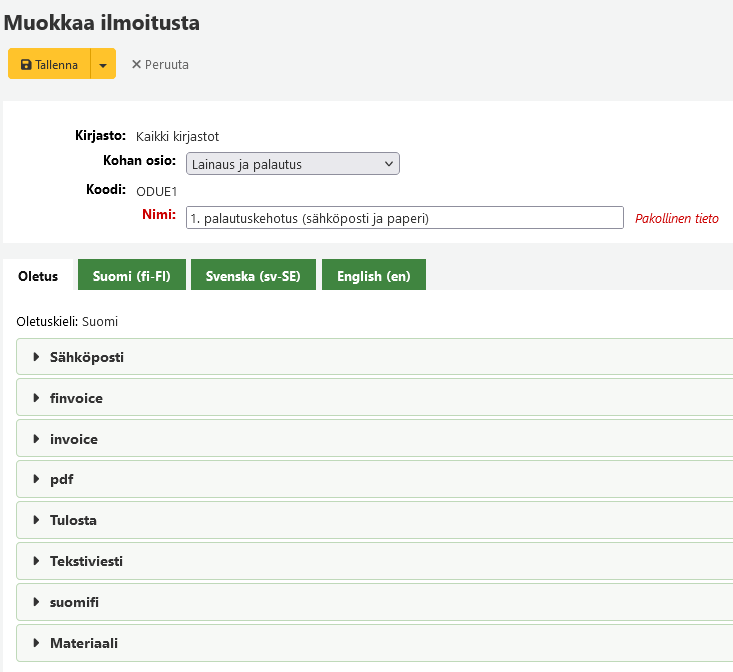 Muokkaa ilmoitusta
Tallenna
Peruuta
Kirjasto: Kaikki kirjastot
Kohan osio: Lainaus ja palautus
Koodi: ODUE1
Nimi: 1. palautuskehotus (sähköposti ja paperi) Pakollinen tieto
Oletus Suomi (fi-FI) Svenska (sv-SE) English (en)
Oletuskieli: Suomi
Sähköposti
finvoice
invoice
pdf
Tulosta
Tekstiviesti
suomifi
Materiaali